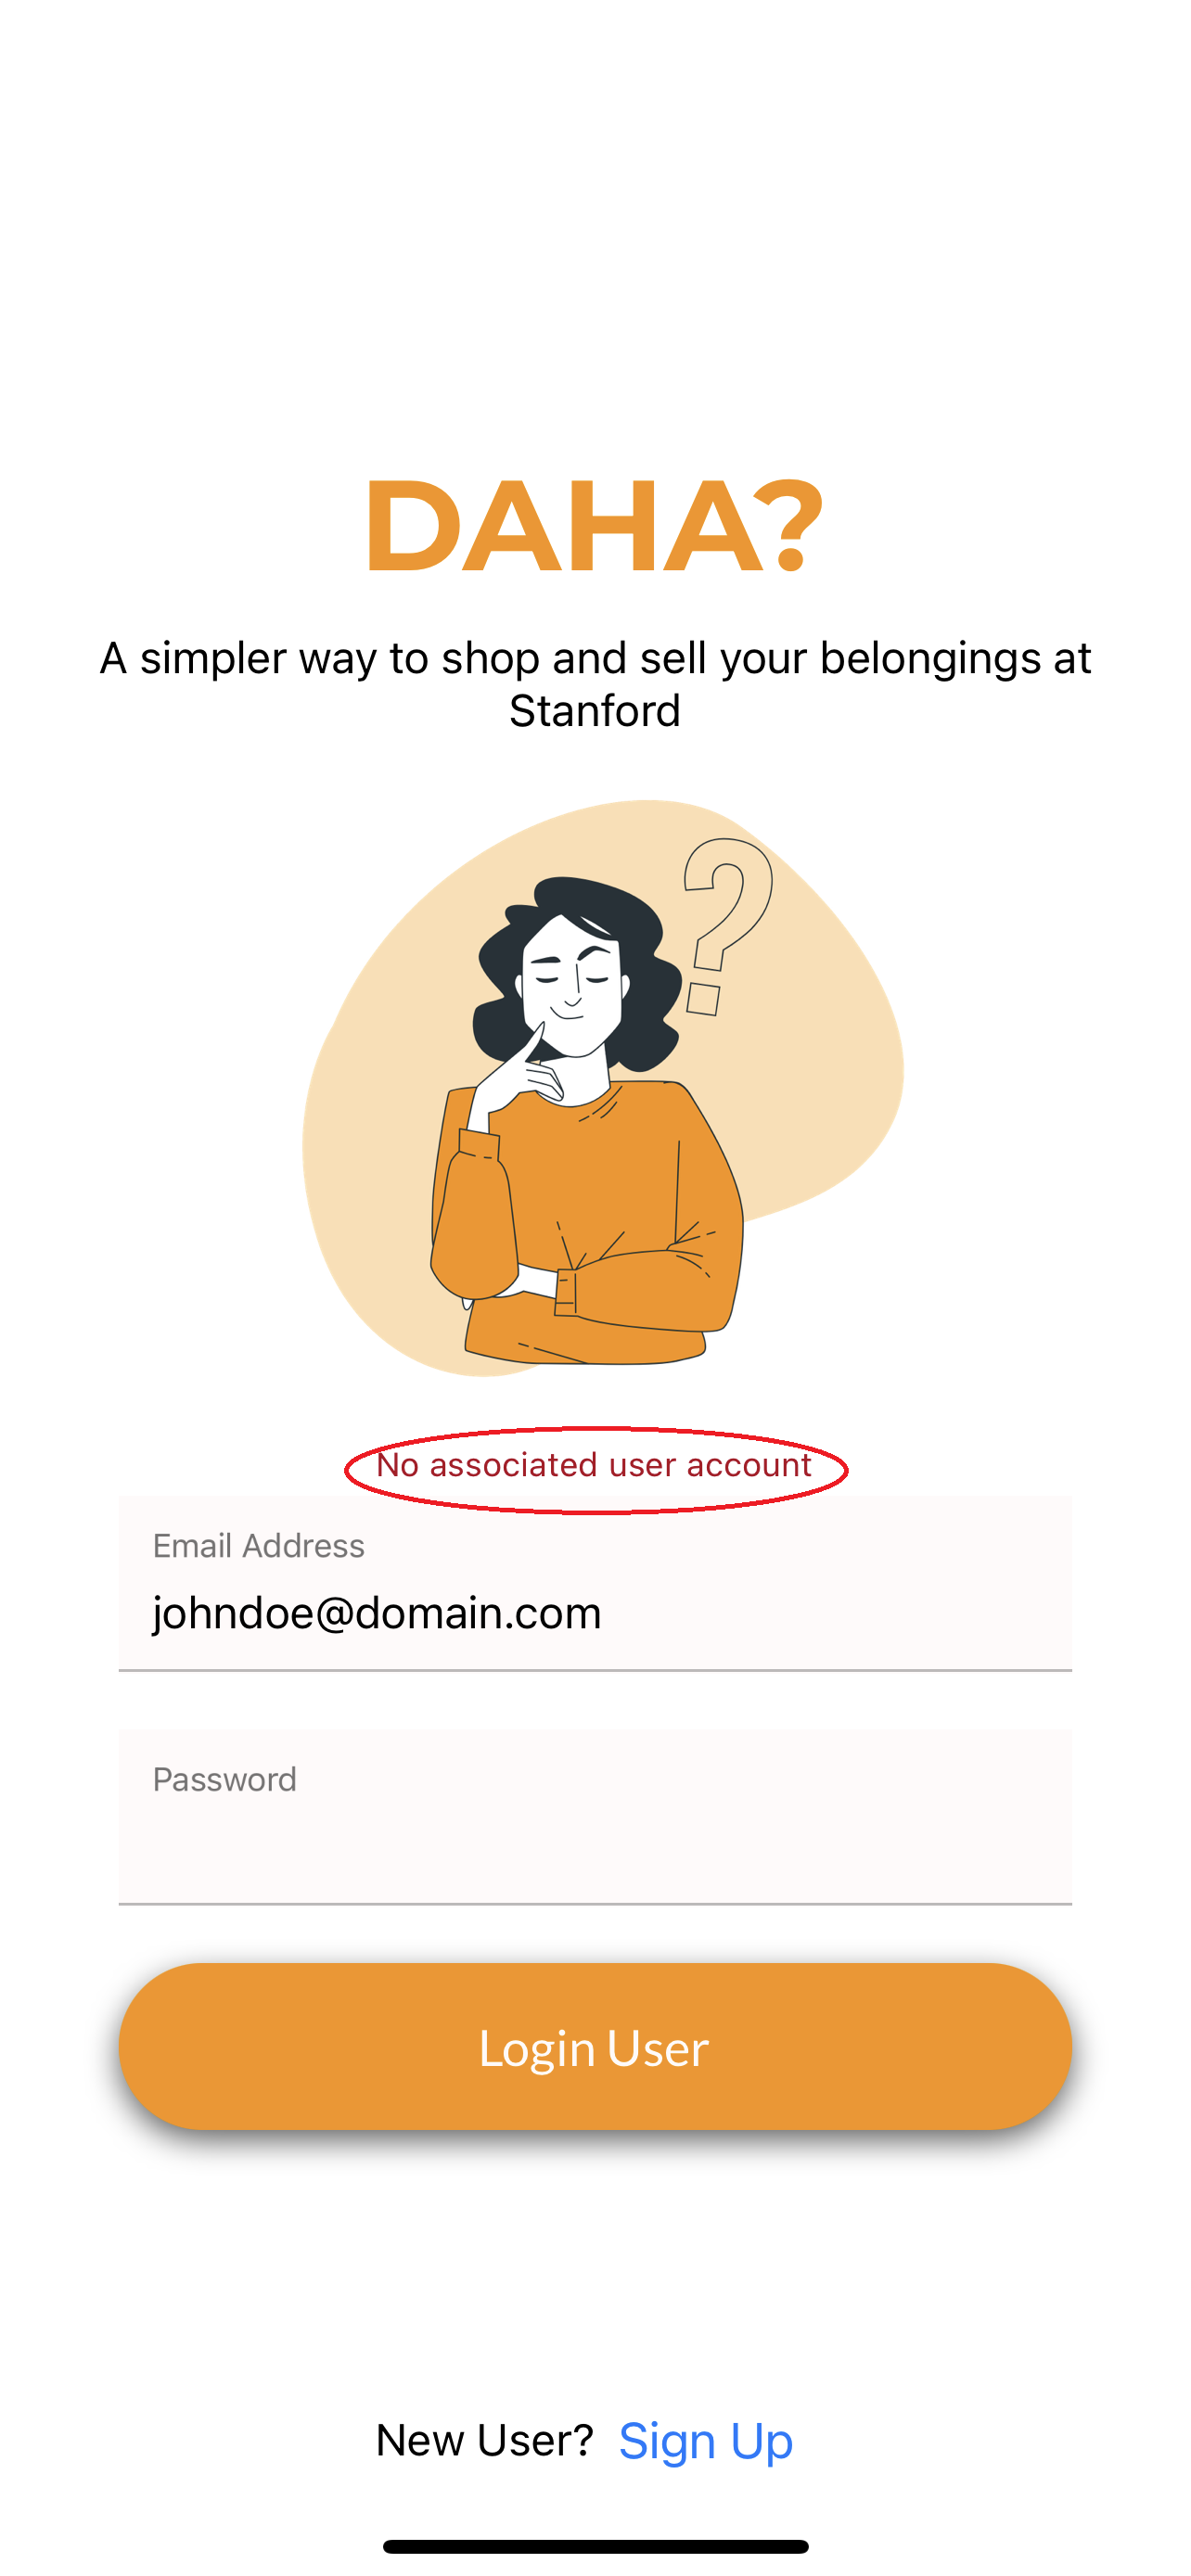 DAHA?
A simpler way to shop and sell your belongings at
Stanford
?
No associated user account
Email Address
johndoe@domain.com
Password
Login User
New User? Sign Up